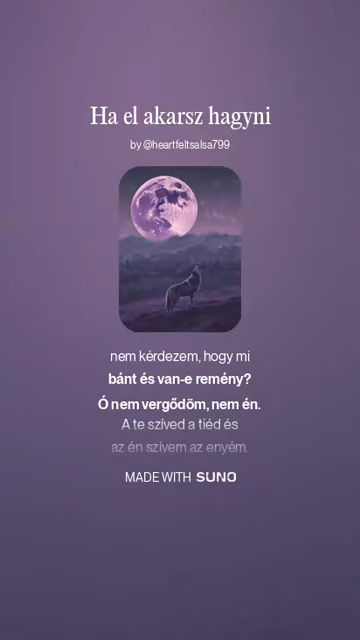 Ha el akarsz hagyni
by @heartfeltsalsa799
nem kérdezem, hogy mi
bánt és van-e remény?
Ó nem vergődöm, nem én.
A te szíved a tiéd és
az én szívem az enyém.
MADE WITH SUNO